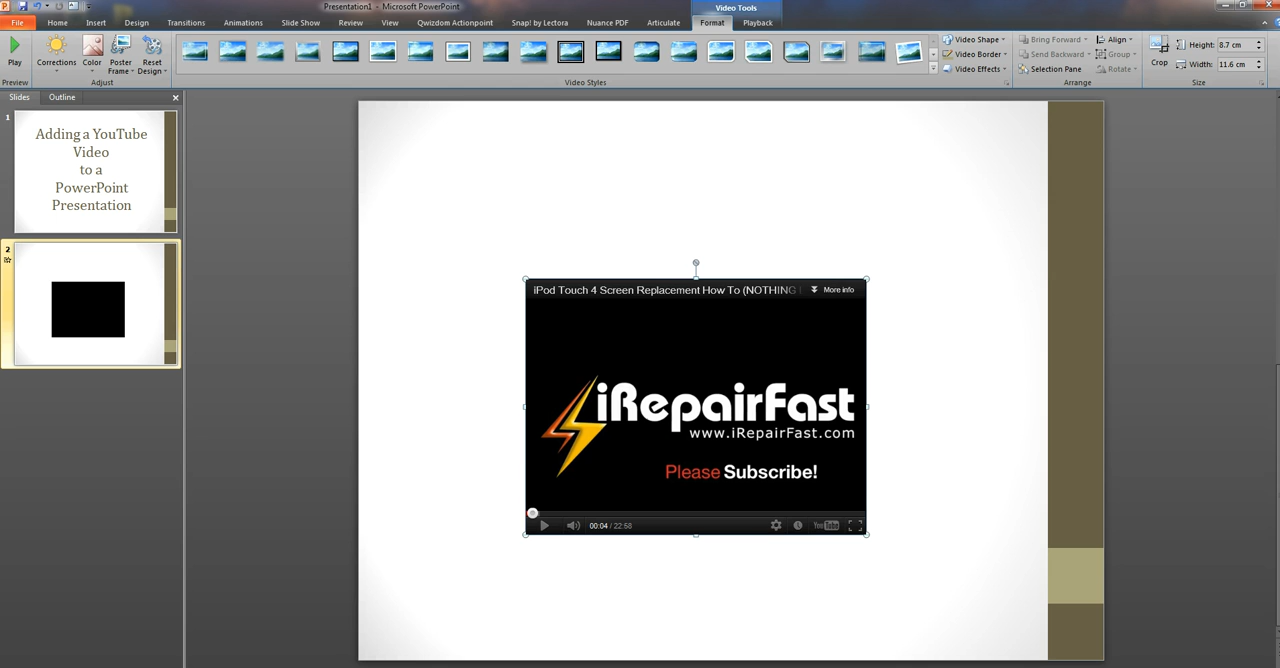 Presentation1 - Microsoft PowerPoint
Video Tools
File Home Insert Design Transitions Animations Slide Show Review View Qwizdom Actionpoint Snap! by Lectora Nuance PDF Articulate Format Playback
Play
Corrections
Color
Poster Frame
Reset Design
Video Shape
Video Border
Video Effects
Bring Forward
Send Backward
Selection Pane
Align
Group
Rotate
Crop
Height: 8.7 cm
Width: 11.6 cm
Preview
Adjust
Video Styles
Arrange
Size
Slides Outline
1
Adding a YouTube
Video
to a
PowerPoint
Presentation
2
iPod Touch 4 Screen Replacement How To (NOTHING
More info
iRepairFast
www.iRepairFast.com
Please Subscribe!
00:04 / 22:58
YouTube